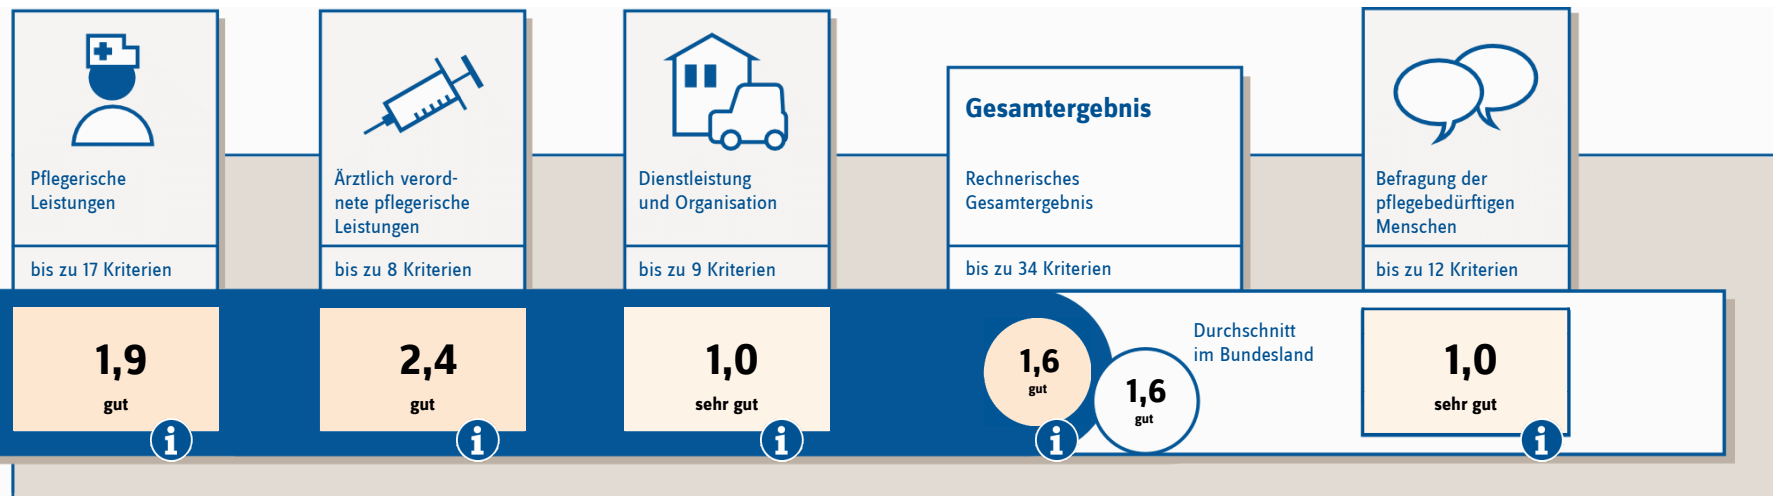 Pflegerische
Leistungen
bis zu 17 Kriterien
1,9
gut
i
Ärztlich verord-
nete pflegerische
Leistungen
bis zu 8 Kriterien
2,4
gut
i
Dienstleistung
und Organisation
bis zu 9 Kriterien
1,0
sehr gut
i
Gesamtergebnis
Rechnerisches
Gesamtergebnis
bis zu 34 Kriterien
1,6
gut
i
Durchschnitt
im Bundesland
1,6
gut
Befragung der
pflegebedürftigen
Menschen
bis zu 12 Kriterien
1,0
sehr gut
i